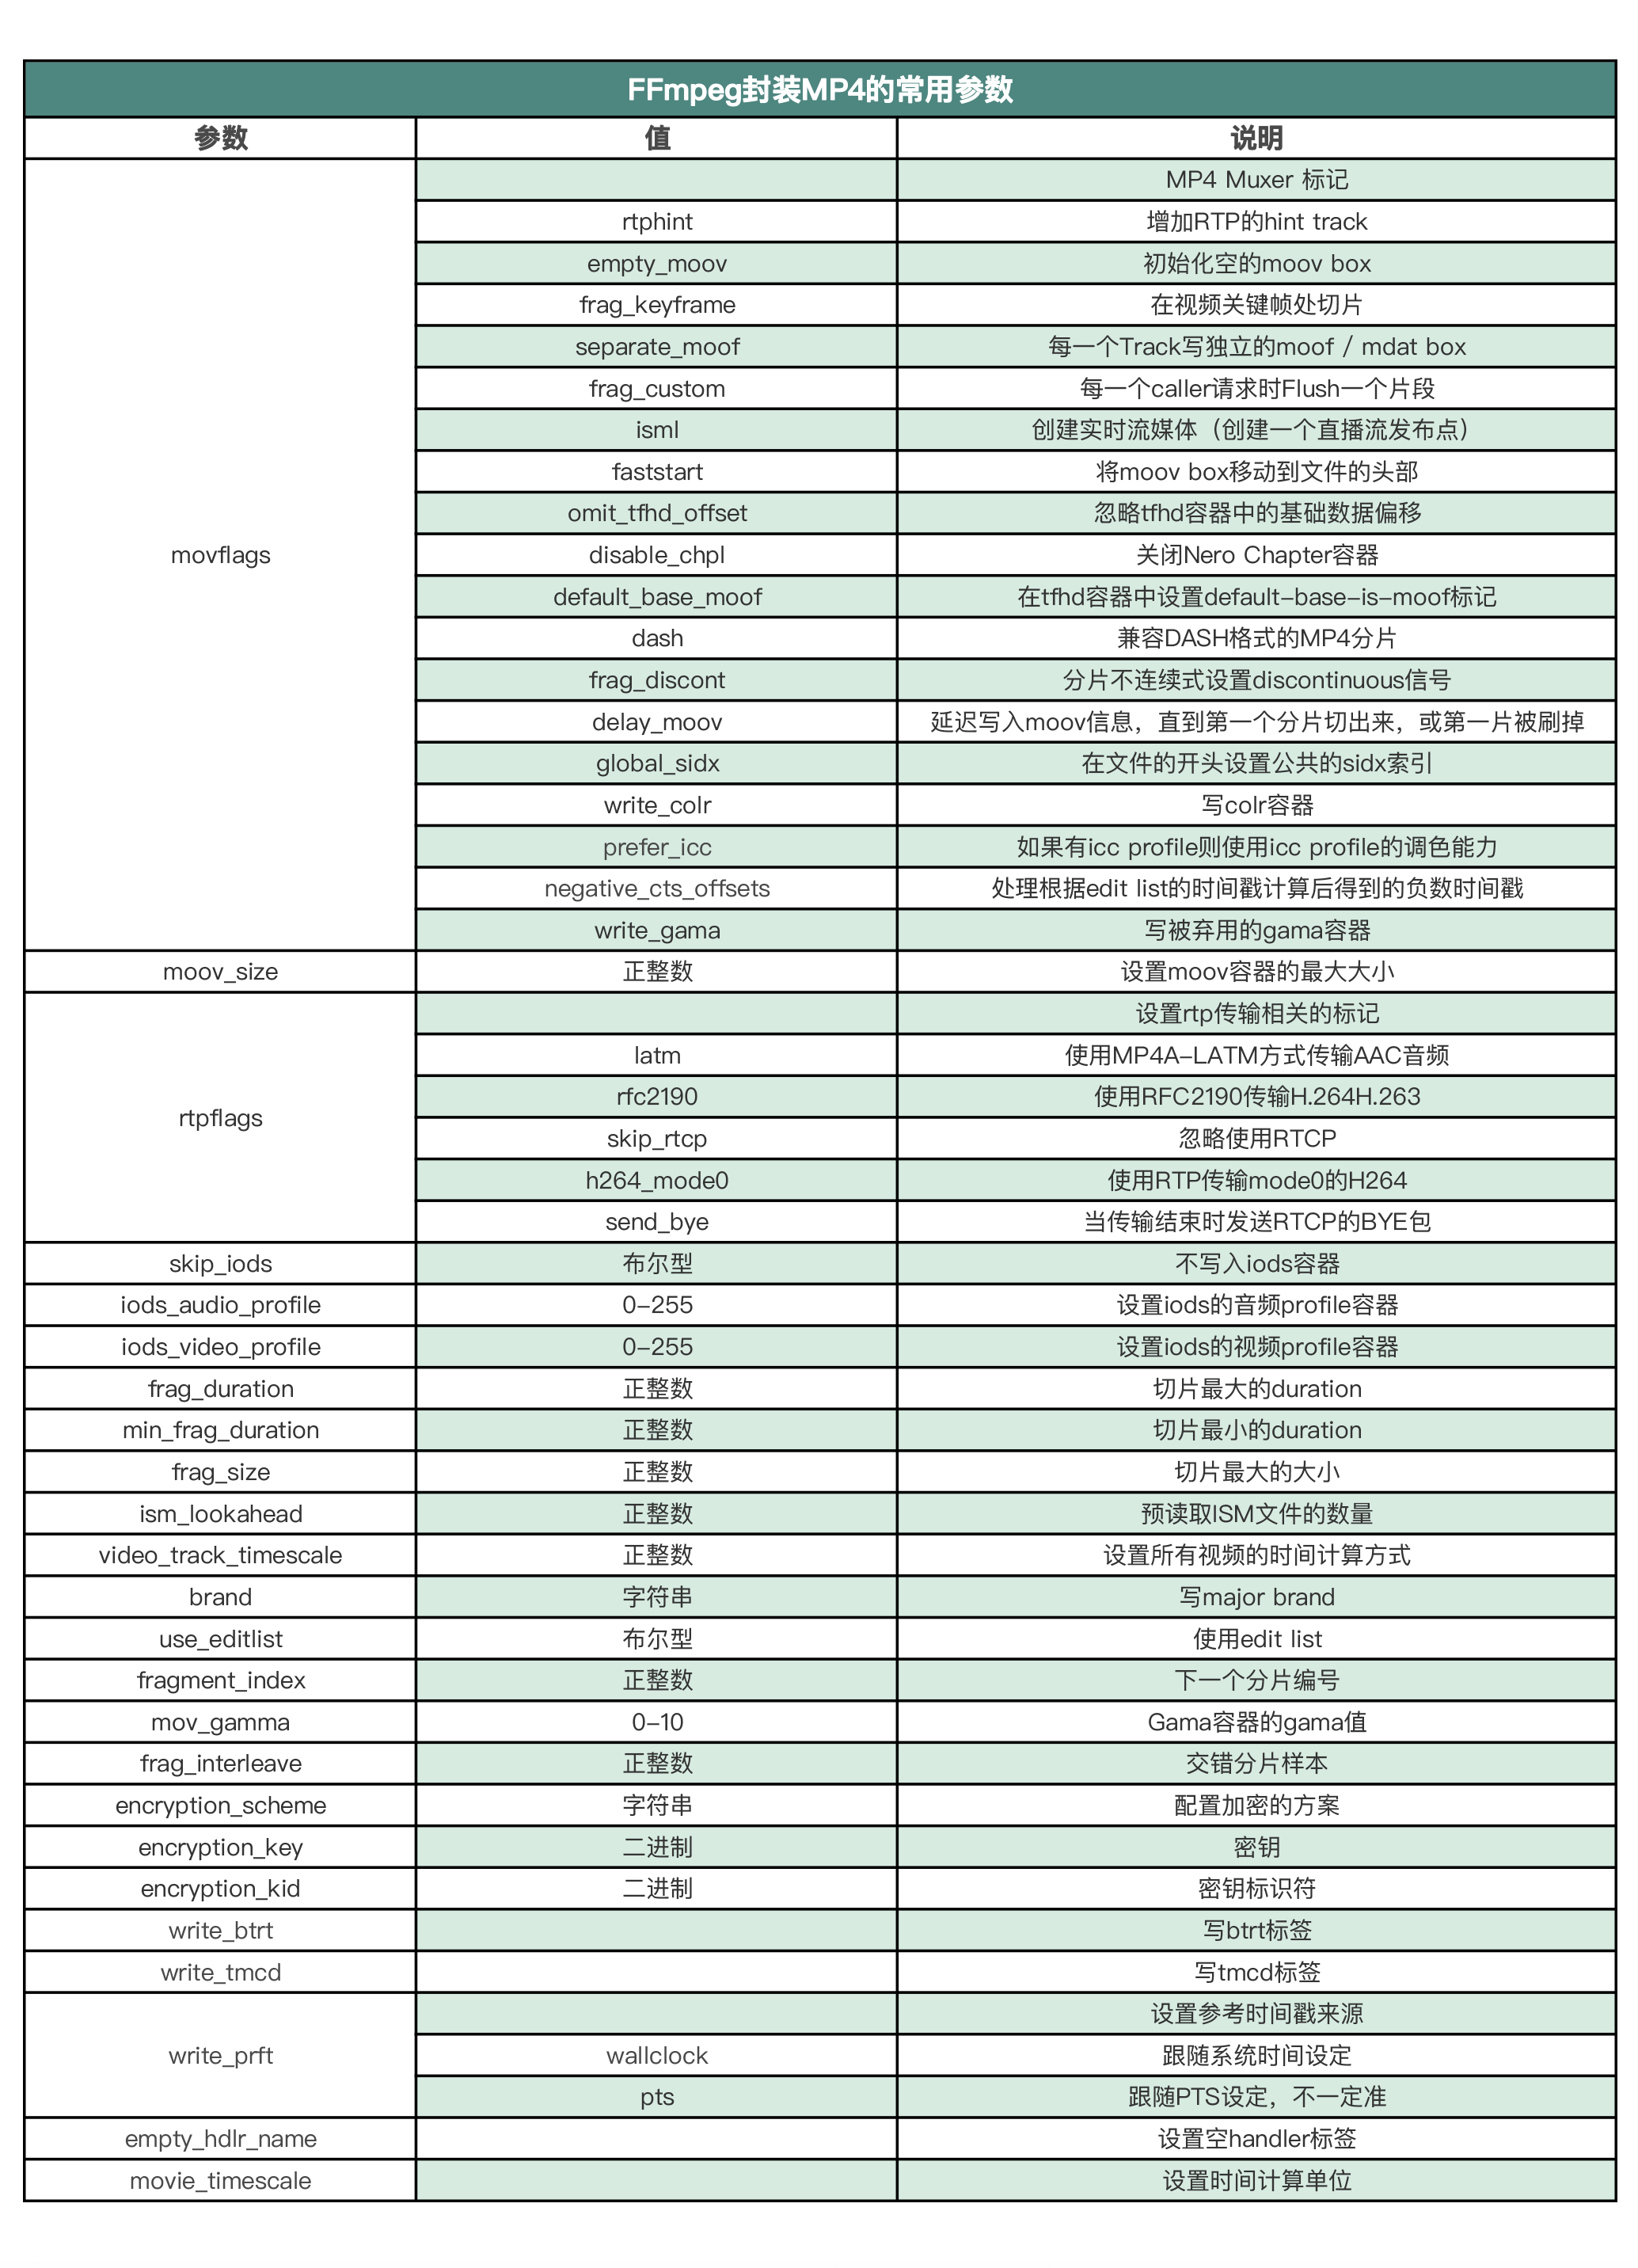 FFmpeg封装MP4的常用参数
参数 值 说明
movflags
MP4 Muxer 标记
rtphint 增加RTP的hint track
empty_moov 初始化空的moov box
frag_keyframe 在视频关键帧处切片
separate_moof 每一个Track写独立的moof / mdat box
frag_custom 每一个caller请求时Flush一个片段
isml 创建实时流媒体（创建一个直播流发布点）
faststart 将moov box移动到文件的头部
omit_tfhd_offset 忽略tfhd容器中的基础数据偏移
disable_chpl 关闭Nero Chapter容器
default_base_moof 在tfhd容器中设置default-base-is-moof标记
dash 兼容DASH格式的MP4分片
frag_discont 分片不连续式设置discontinuous信号
delay_moov 延迟写入moov信息，直到第一个分片切出来，或第一片被刷掉
global_sidx 在文件的开头设置公共的sidx索引
write_colr 写colr容器
prefer_icc 如果有icc profile则使用icc profile的调色能力
negative_cts_offsets 处理根据edit list的时间戳计算后得到的负数时间戳
write_gama 写被弃用的gama容器
moov_size 正整数 设置moov容器的最大大小
rtpflags
设置rtp传输相关的标记
latm 使用MP4A-LATM方式传输AAC音频
rfc2190 使用RFC2190传输H.264H.263
skip_rtcp 忽略使用RTCP
h264_mode0 使用RTP传输mode0的H264
send_bye 当传输结束时发送RTCP的BYE包
skip_iods 布尔型 不写入iods容器
iods_audio_profile 0-255 设置iods的音频profile容器
iods_video_profile 0-255 设置iods的视频profile容器
frag_duration 正整数 切片最大的duration
min_frag_duration 正整数 切片最小的duration
frag_size 正整数 切片最大的大小
ism_lookahead 正整数 预读取ISM文件的数量
video_track_timescale 正整数 设置所有视频的时间计算方式
brand 字符串 写major brand
use_editlist 布尔型 使用edit list
fragment_index 正整数 下一个分片编号
mov_gamma 0-10 Gama容器的gama值
frag_interleave 正整数 交错分片样本
encryption_scheme 字符串 配置加密的方案
encryption_key 二进制 密钥
encryption_kid 二进制 密钥标识符
write_btrt 写btrt标签
write_tmcd 写tmcd标签
write_prft
设置参考时间戳来源
wallclock 跟随系统时间设定
pts 跟随PTS设定，不一定准
empty_hdlr_name 设置空handler标签
movie_timescale 设置时间计算单位